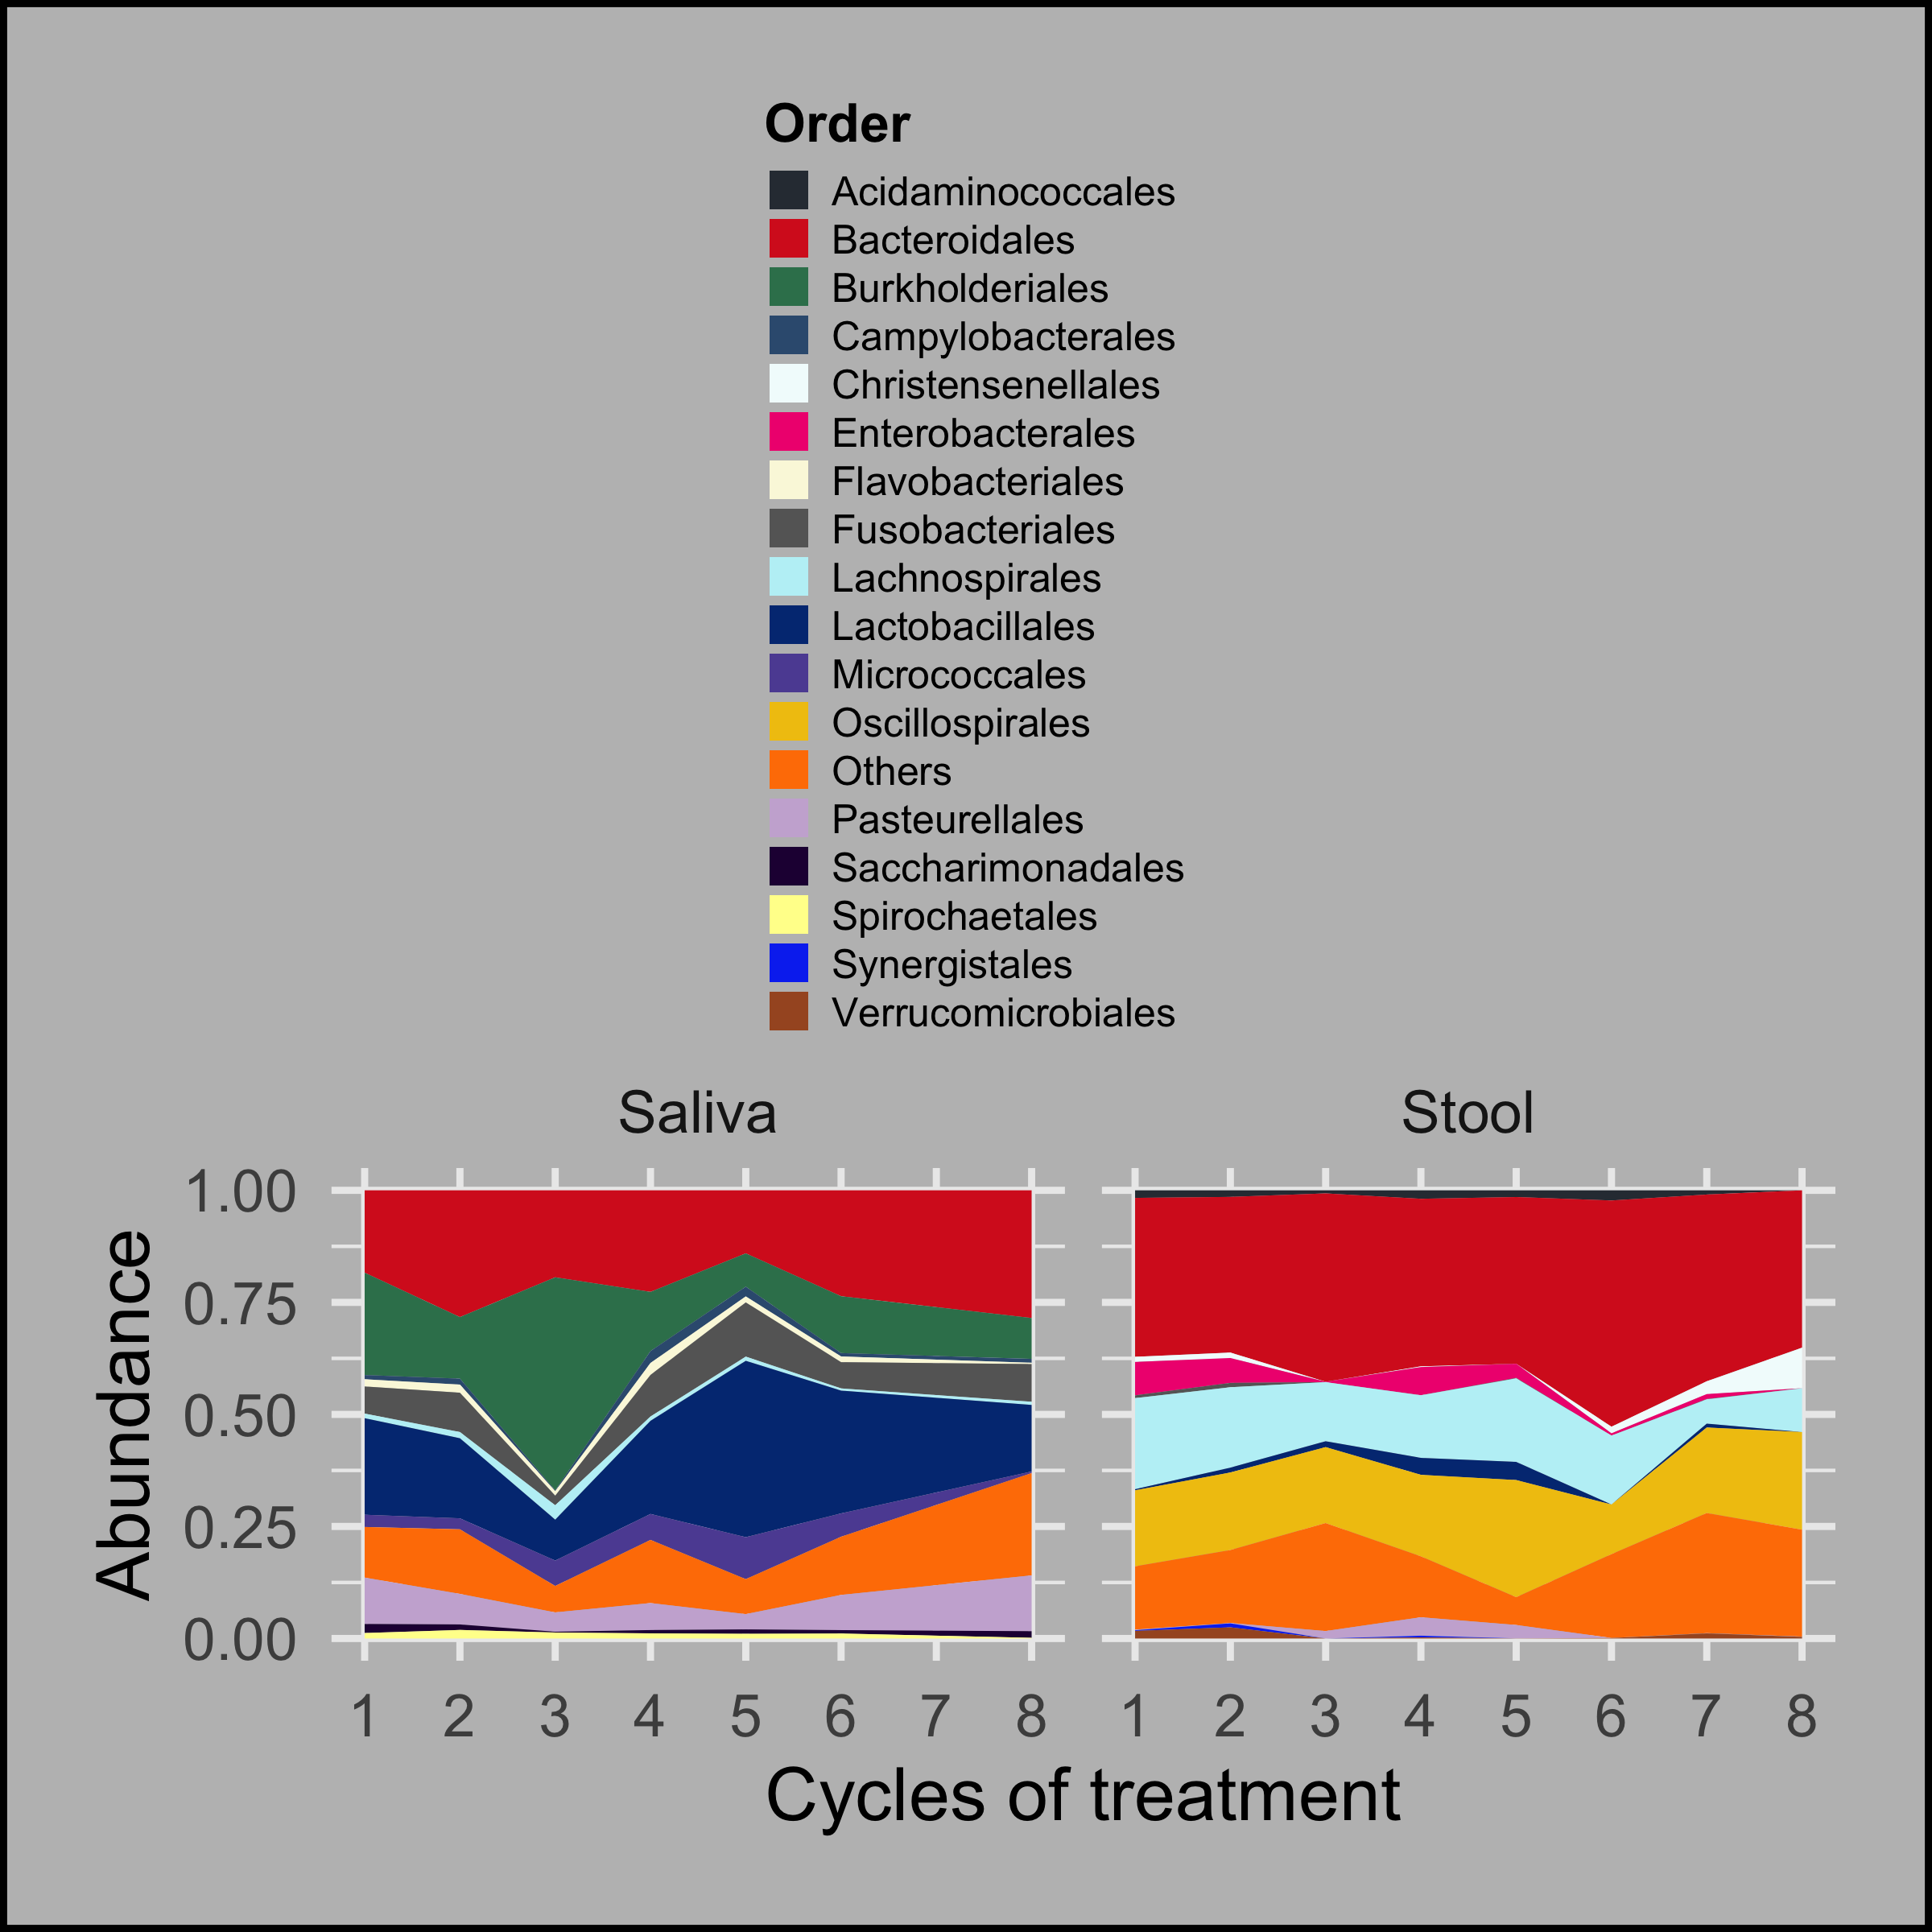 Order
Acidaminococcales
Bacteroidales
Burkholderiales
Campylobacterales
Christensenellales
Enterobacterales
Flavobacteriales
Fusobacteriales
Lachnospirales
Lactobacillales
Micrococcales
Oscillospirales
Others
Pasteurellales
Saccharimonadales
Spirochaetales
Synergistales
Verrucomicrobiales
Saliva
Stool
Abundance
1.00
0.75
0.50
0.25
0.00
1 2 3 4 5 6 7 8
1 2 3 4 5 6 7 8
Cycles of treatment